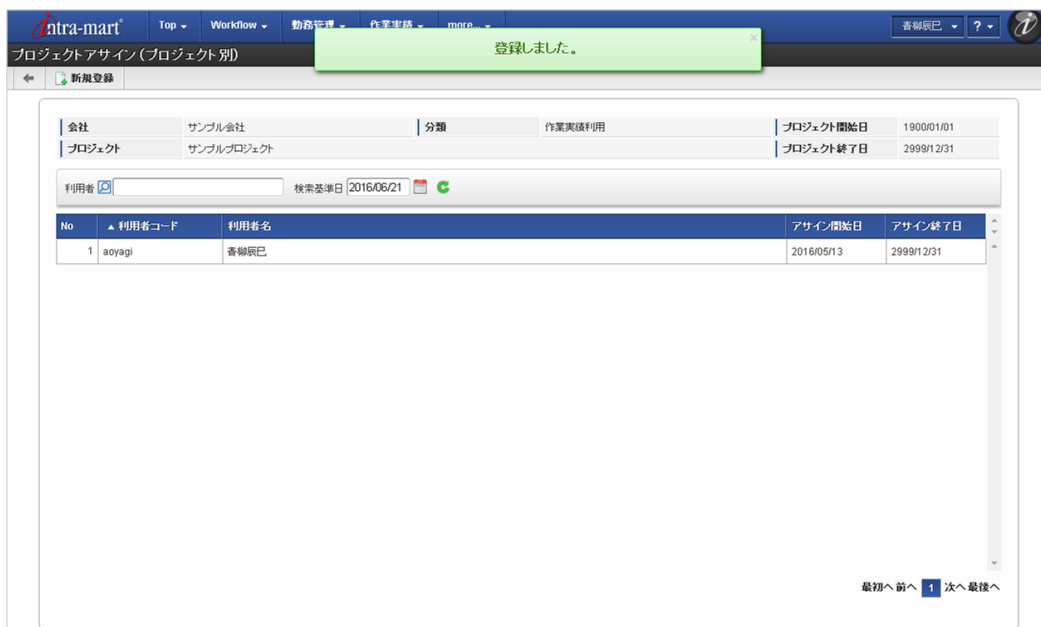 intra-mart Top Workflow 勤務管理 作業実績 more... 青柳辰巳 ?
登録しました。 ×
プロジェクトアサイン(プロジェクト別)
新規登録
会社 サンプル会社 分類 作業実績利用 プロジェクト開始日 1900/01/01
プロジェクト サンプルプロジェクト プロジェクト終了日 2999/12/31
利用者 検索基準日 2016/06/21
No ▲ 利用者コード 利用者名 アサイン開始日 アサイン終了日
1 aoyagi 青柳辰巳 2016/05/13 2999/12/31
最初へ 前へ 1 次へ 最後へ